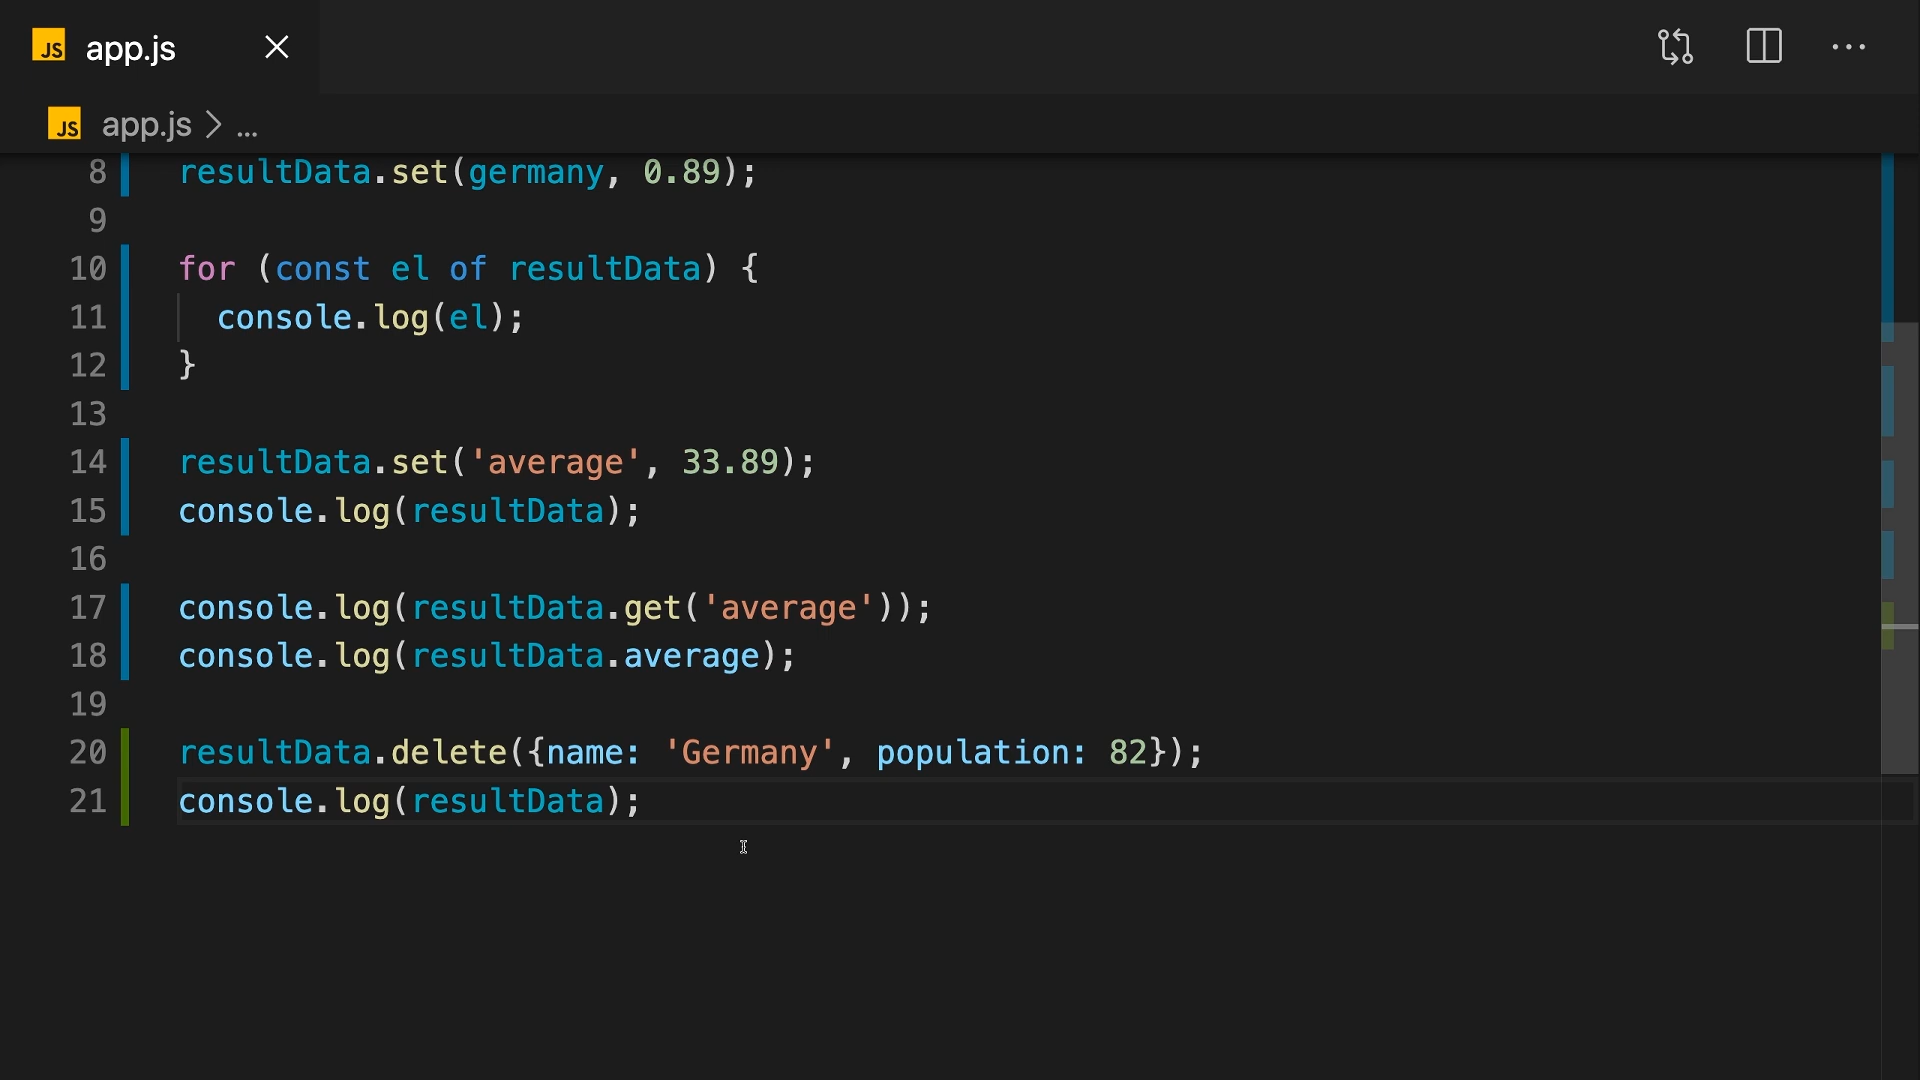 JS app.js
JS app.js > ...
8 resultData.set(germany, 0.89);
9
10 for (const el of resultData) {
11 console.log(el);
12 }
13
14 resultData.set('average', 33.89);
15 console.log(resultData);
16
17 console.log(resultData.get('average'));
18 console.log(resultData.average);
19
20 resultData.delete({name: 'Germany', population: 82});
21 console.log(resultData);